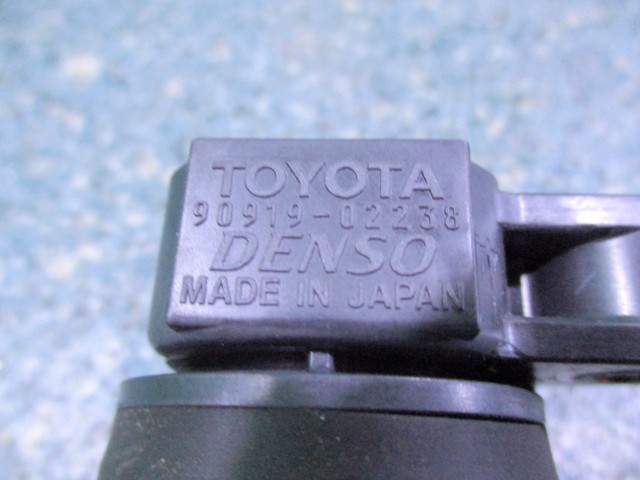 TOYOTA
90919-02238
DENSO
MADE IN JAPAN